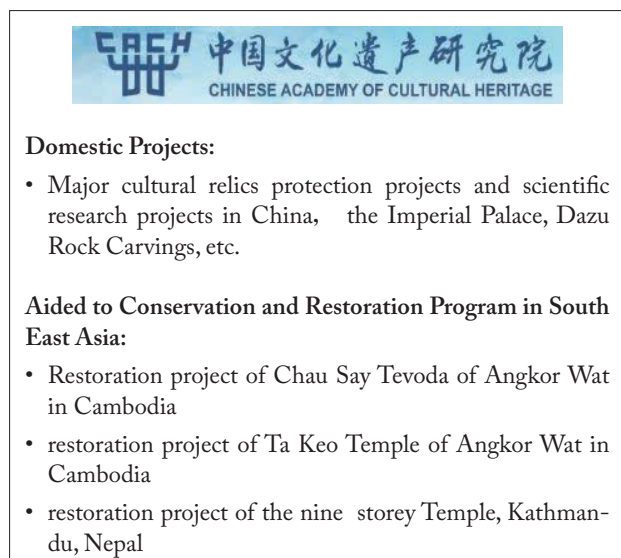 CACH 中国文化遗产研究院
CHINESE ACADEMY OF CULTURAL HERITAGE
Domestic Projects:
• Major cultural relics protection projects and scientific
research projects in China,   the Imperial Palace, Dazu
Rock Carvings, etc.
Aided to Conservation and Restoration Program in South
East Asia:
• Restoration project of Chau Say Tevoda of Angkor Wat
in Cambodia
• restoration project of Ta Keo Temple of Angkor Wat in
Cambodia
• restoration project of the nine  storey Temple, Kathman-
du, Nepal